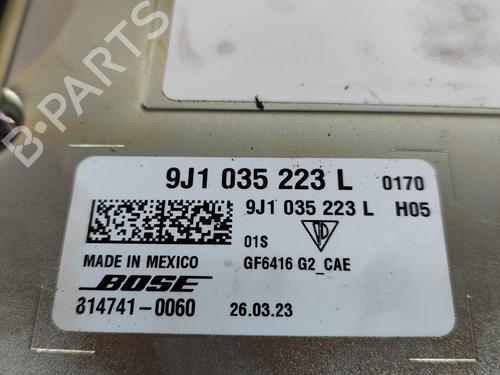 B-PARTS
9J1 035 223 L 0170
9J1 035 223 L H05
01S
MADE IN MEXICO GF6416 G2_CAE
BOSE
814741-0060 26.03.23